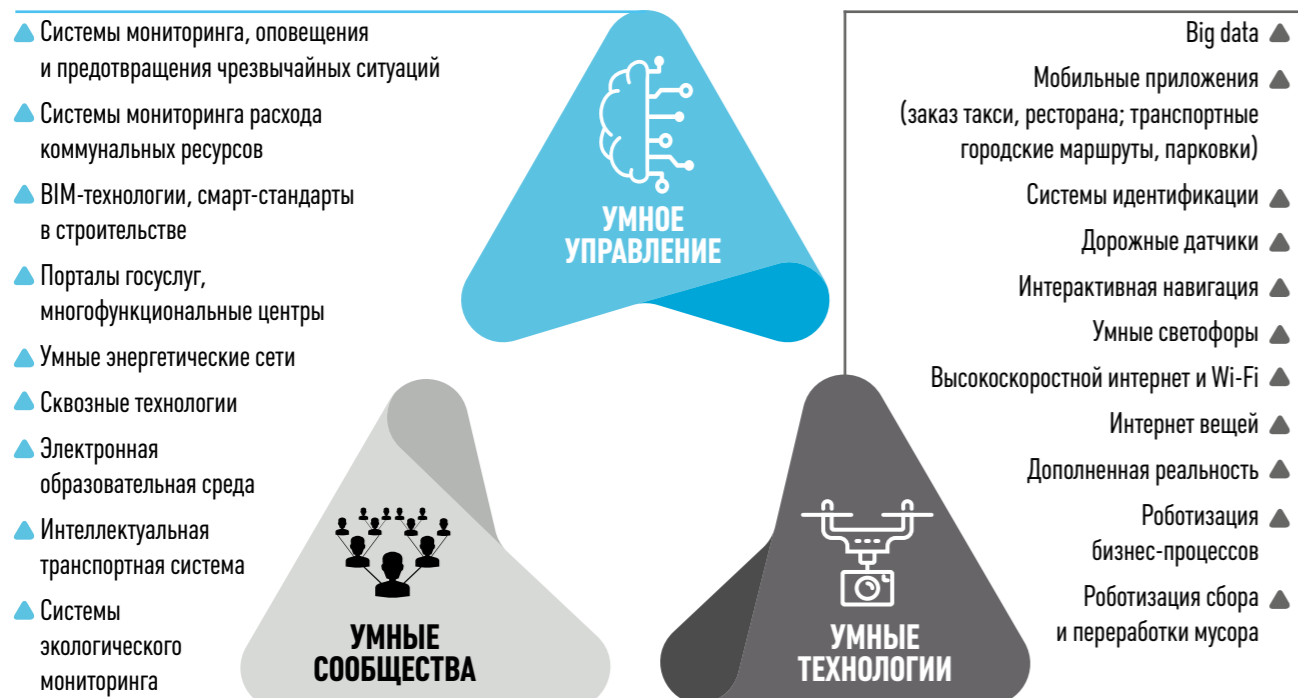 Системы мониторинга, оповещения
и предотвращения чрезвычайных ситуаций
Системы мониторинга расхода
коммунальных ресурсов
BIM-технологии, смарт-стандарты
в строительстве
Порталы госуслуг,
многофункциональные центры
Умные энергетические сети
Сквозные технологии
Электронная
образовательная среда
Интеллектуальная
транспортная система
Системы
экологического
мониторинга
УМНОЕ
УПРАВЛЕНИЕ
УМНЫЕ
СООБЩЕСТВА
УМНЫЕ
ТЕХНОЛОГИИ
Big data
Мобильные приложения
(заказ такси, ресторана; транспортные
городские маршруты, парковки)
Системы идентификации
Дорожные датчики
Интерактивная навигация
Умные светофоры
Высокоскоростной интернет и Wi-Fi
Интернет вещей
Дополненная реальность
Роботизация
бизнес-процессов
Роботизация сбора
и переработки мусора